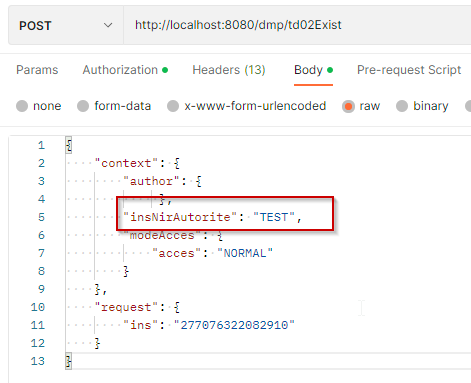 POST http://localhost:8080/dmp/td02Exist
Params Authorization Headers (13) Body Pre-request Script
none form-data x-www-form-urlencoded raw binary
1 {
2 "context": {
3 "author": {
4 },
5 "insNirAutorite": "TEST",
6 "modeAcces": {
7 "acces": "NORMAL"
8 }
9 },
10 "request": {
11 "ins": "277076322082910"
12 }
13 }